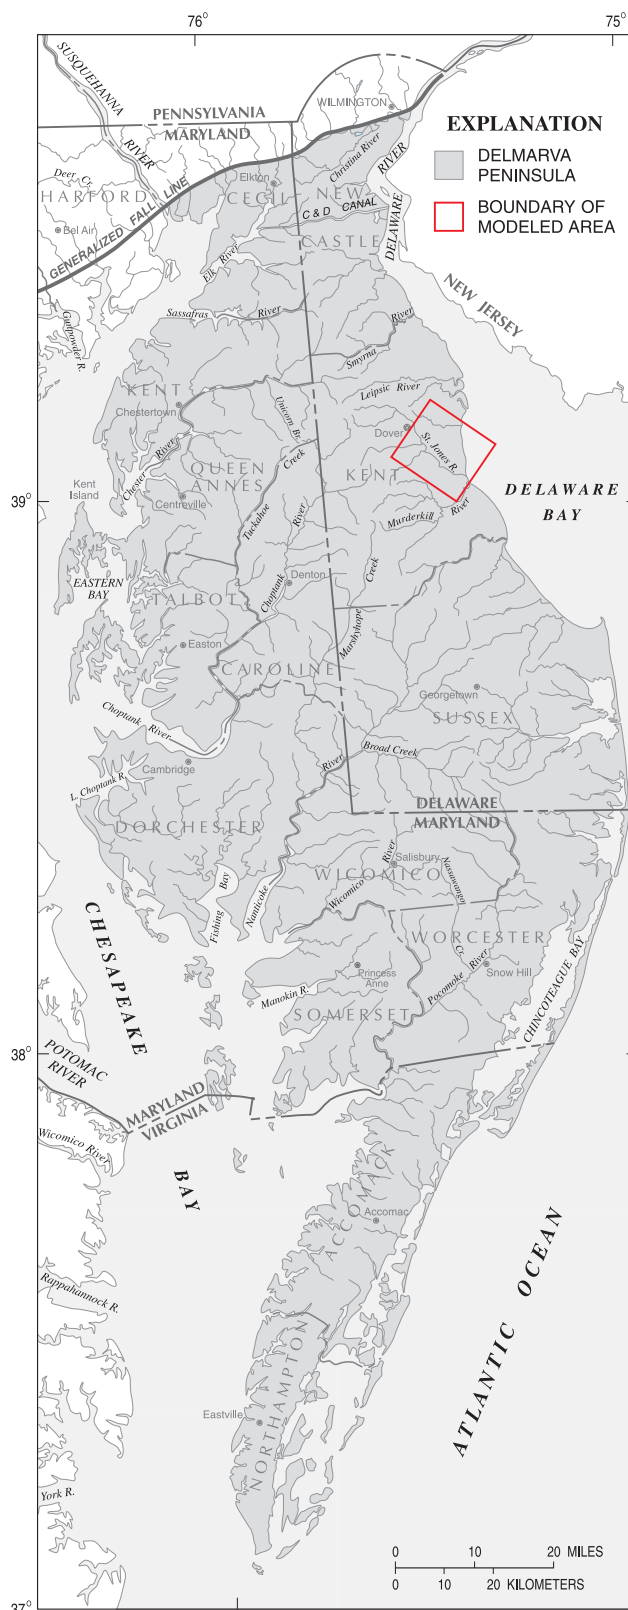 76°
75°
SUSQUEHANNA
RIVER
PENNSYLVANIA
MARYLAND
WILMINGTON
EXPLANATION
DELMARVA
PENINSULA
BOUNDARY OF
MODELED AREA
Christina River
DELAWARE
RIVER
Deer Cr.
HARFORD
Bel Air
GENERALIZED FALL LINE
Elkton
CECIL
NEW
CASTLE
C & D CANAL
Elk River
NEW JERSEY
Gunpowder R.
Sassafras River
Smyrna River
Leipsic River
KENT
Chestertown
Unicorn Br.
Dover
St. Jones R.
Chester River
QUEEN
ANNES
Creek
KENT
Kent
Island
Centreville
Tuckahoe
River
Murderkill River
39°
DELAWARE
BAY
EASTERN
BAY
TALBOT
Choptank
Denton
Creek
Marshyhope
Easton
CAROLINE
Georgetown
SUSSEX
Choptank River
Broad Creek
River
Cambridge
L. Choptank R.
DELAWARE
MARYLAND
DORCHESTER
River
Salisbury
WICOMICO
Nassawango
Wicomico
Fishing Bay
Nanticoke
CHESAPEAKE
WORCESTER
Cr.
Princess
Anne
Pocomoke River
Snow Hill
Manokin R.
SOMERSET
CHINCOTEAGUE BAY
38°
POTOMAC
RIVER
MARYLAND
VIRGINIA
Wicomico River
BAY
ACCOMACK
Accomac
Rappahannock R.
ATLANTIC OCEAN
NORTHAMPTON
Eastville
York R.
0 10 20 MILES
0 10 20 KILOMETERS
37°